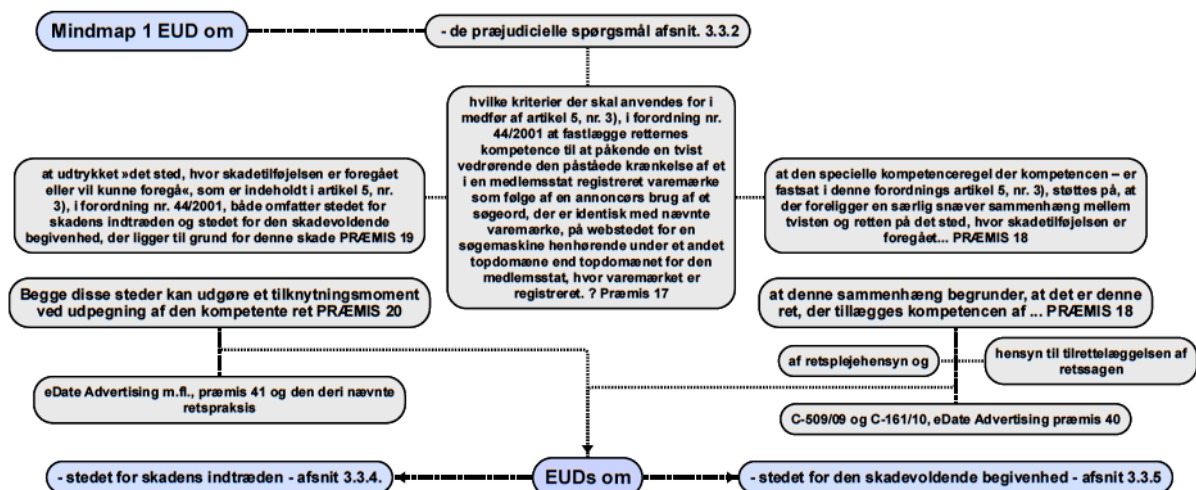 Mindmap 1 EUD om
- de præjudicielle spørgsmål afsnit. 3.3.2
hvilke kriterier der skal anvendes for i
medfør af artikel 5, nr. 3), i forordning nr.
44/2001 at fastlægge retternes
kompetence til at påkende en tvist
vedrørende den påståede krænkelse af et
i en medlemsstat registreret varemærke
som følge af en annoncørs brug af et
søgeord, der er identisk med nævnte
varemærke, på webstedet for en
søgemaskine henhørende under et andet
topdomæne end topdomænet for den
medlemsstat, hvor varemærket er
registreret. ? Præmis 17
at udtrykket »det sted, hvor skadetilføjelsen er foregået
eller vil kunne foregå«, som er indeholdt i artikel 5, nr.
3), i forordning nr. 44/2001, både omfatter stedet for
skadens indtræden og stedet for den skadevoldende
begivenhed, der ligger til grund for denne skade PRÆMIS 19
at den specielle kompetenceregel der kompetencen – er
fastsat i denne forordnings artikel 5, nr. 3), støttes på, at
der foreligger en særlig snæver sammenhæng mellem
tvisten og retten på det sted, hvor skadetilføjelsen er
foregået... PRÆMIS 18
Begge disse steder kan udgøre et tilknytningsmoment
ved udpegning af den kompetente ret PRÆMIS 20
at denne sammenhæng begrunder, at det er denne
ret, der tillægges kompetencen af ... PRÆMIS 18
af retsplejehensyn og
hensyn til tilrettelæggelsen af
retssagen
eDate Advertising m.fl., præmis 41 og den deri nævnte
retspraksis
C-509/09 og C-161/10, eDate Advertising præmis 40
- stedet for skadens indtræden - afsnit 3.3.4.
EUDs om
- stedet for den skadevoldende begivenhed - afsnit 3.3.5